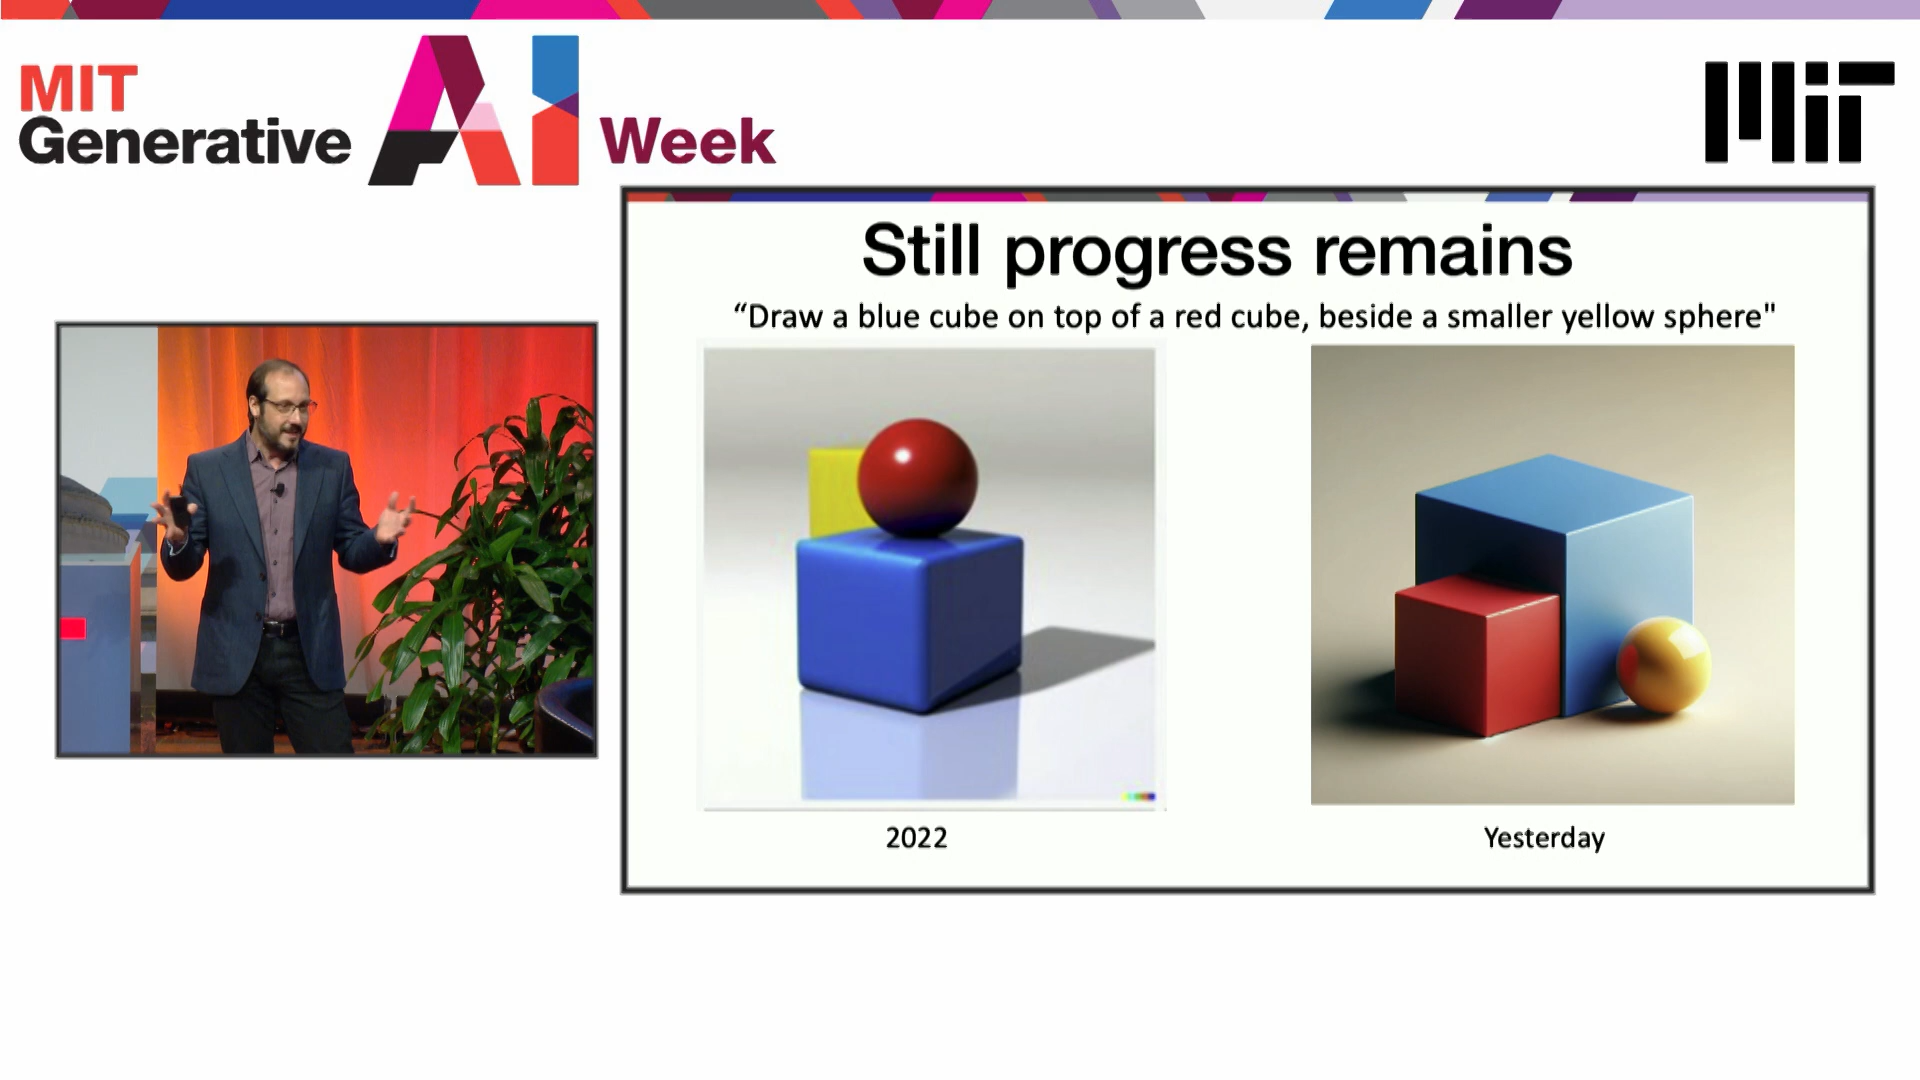 MIT
Generative AI Week
MIT
Still progress remains
“Draw a blue cube on top of a red cube, beside a smaller yellow sphere"
2022
Yesterday